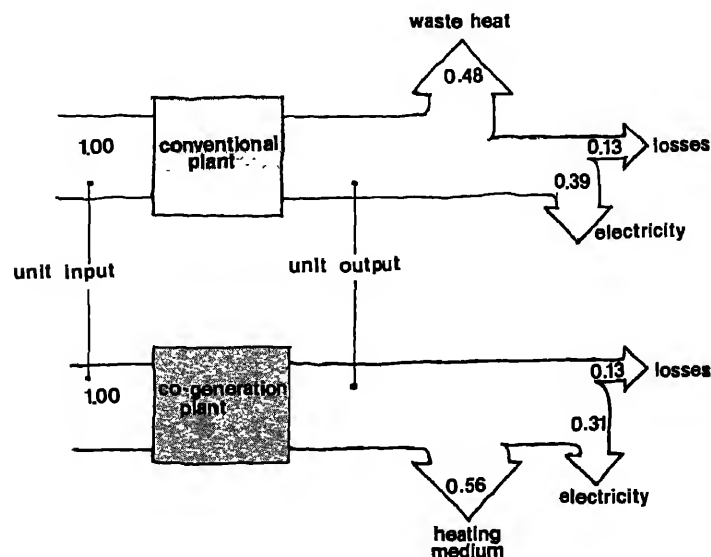 waste heat
0.48
1.00
conventional
plant
0.13
losses
0.39
electricity
unit input
unit output
1.00
co-generation
plant
0.13
losses
0.31
electricity
0.56
heating
medium